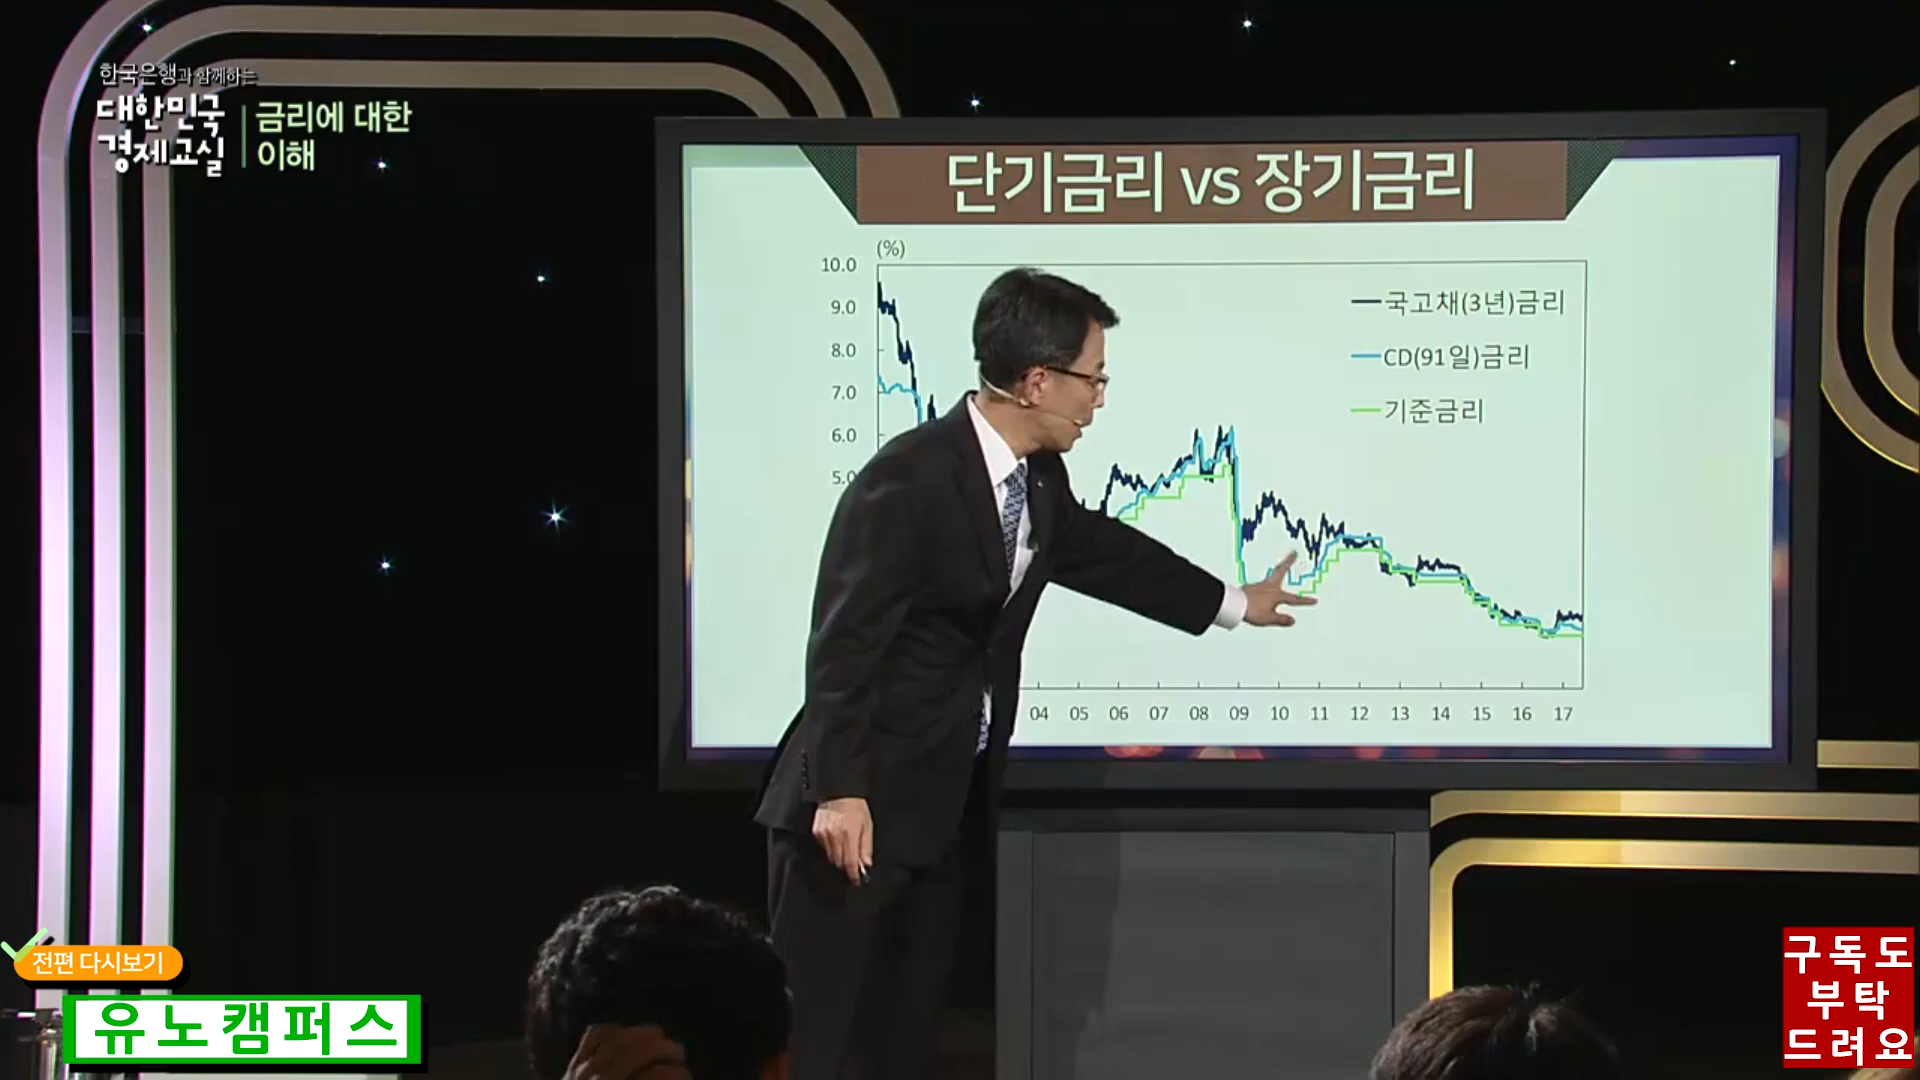 한국은행과 함께하는
대한민국
경제교실
금리에 대한
이해
단기금리 vs 장기금리
(%)
10.0
9.0
8.0
7.0
6.0
5.0
국고채(3년)금리
CD(91일)금리
기준금리
04 05 06 07 08 09 10 11 12 13 14 15 16 17
전편 다시보기
유노캠퍼스
구독도
부탁
드려요